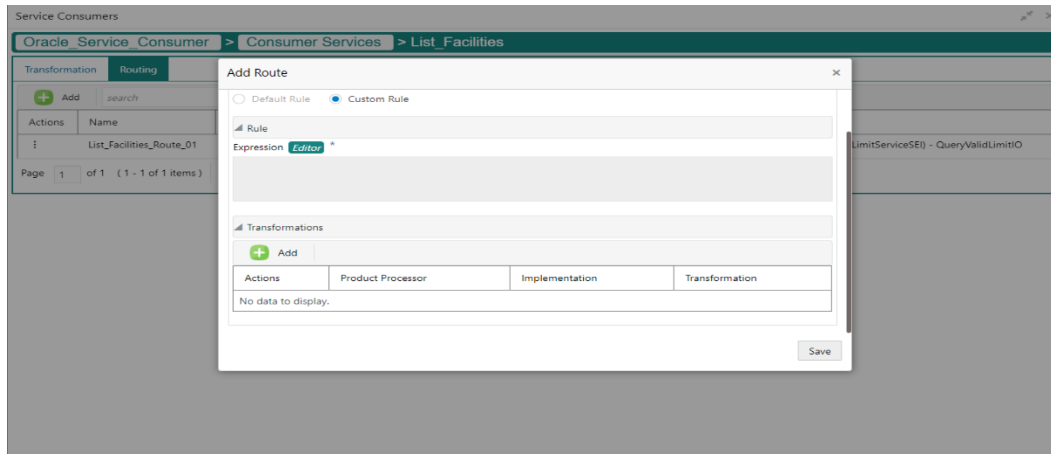 Service Consumers
Oracle_Service_Consumer > Consumer Services > List_Facilities
Transformation Routing
Add Route
Add search
Default Rule Custom Rule
Actions Name
Rule
List_Facilities_Route_01
Expression Editor *
LimitServiceSEI) - QueryValidLimitIO
Page 1 of 1 ( 1 - 1 of 1 items )
Transformations
Add
Actions Product Processor Implementation Transformation
No data to display.
Save